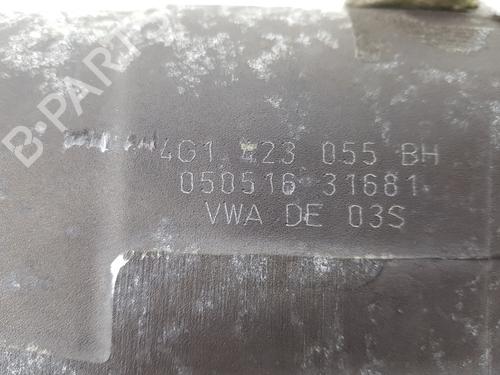 B-PARTS
4G1 423 055 BH
050516 31681
VWA DE 03S